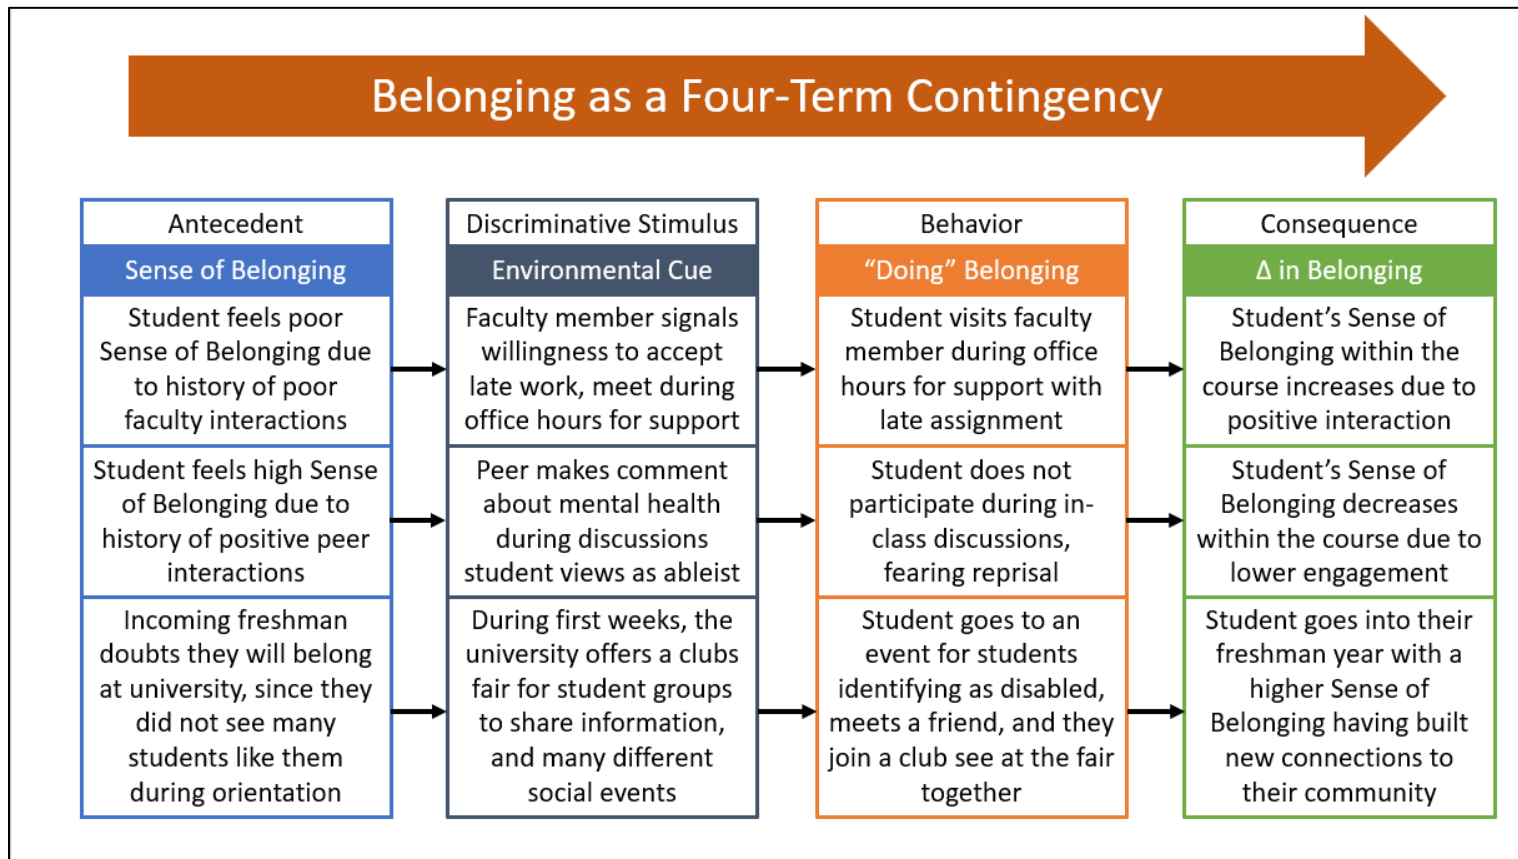 Belonging as a Four-Term Contingency
Antecedent
Sense of Belonging
Student feels poor
Sense of Belonging due
to history of poor
faculty interactions
Student feels high Sense
of Belonging due to
history of positive peer
interactions
Incoming freshman
doubts they will belong
at university, since they
did not see many
students like them
during orientation
Discriminative Stimulus
Environmental Cue
Faculty member signals
willingness to accept
late work, meet during
office hours for support
Peer makes comment
about mental health
during discussions
student views as ableist
During first weeks, the
university offers a clubs
fair for student groups
to share information,
and many different
social events
Behavior
“Doing” Belonging
Student visits faculty
member during office
hours for support with
late assignment
Student does not
participate during in-
class discussions,
fearing reprisal
Student goes to an
event for students
identifying as disabled,
meets a friend, and they
join a club see at the fair
together
Consequence
Δ in Belonging
Student’s Sense of
Belonging within the
course increases due to
positive interaction
Student’s Sense of
Belonging decreases
within the course due to
lower engagement
Student goes into their
freshman year with a
higher Sense of
Belonging having built
new connections to
their community